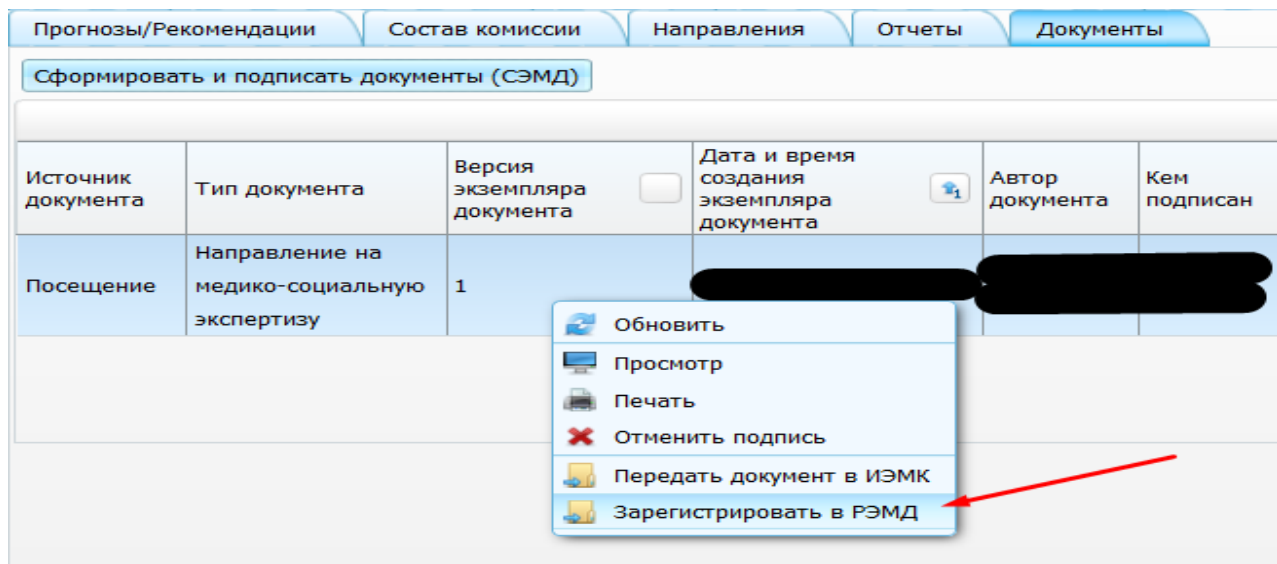 Прогнозы/Рекомендации Состав комиссии Направления Отчеты Документы
Сформировать и подписать документы (СЭМД)
Источник документа
Тип документа
Версия экземпляра документа
Дата и время создания экземпляра документа
1
Автор документа
Кем подписан
Посещение
Направление на медико-социальную экспертизу
1
Обновить
Просмотр
Печать
Отменить подпись
Передать документ в ИЭМК
Зарегистрировать в РЭМД